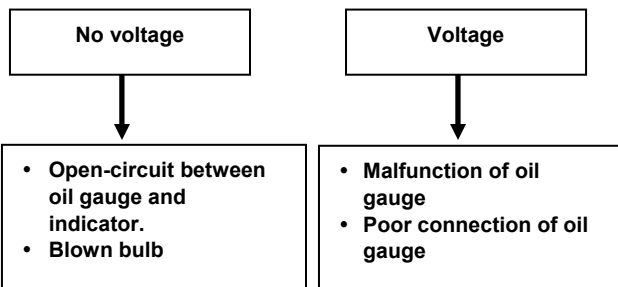 No voltage
Voltage
• Open-circuit between
oil gauge and
indicator.
• Blown bulb
• Malfunction of oil
gauge
• Poor connection of oil
gauge